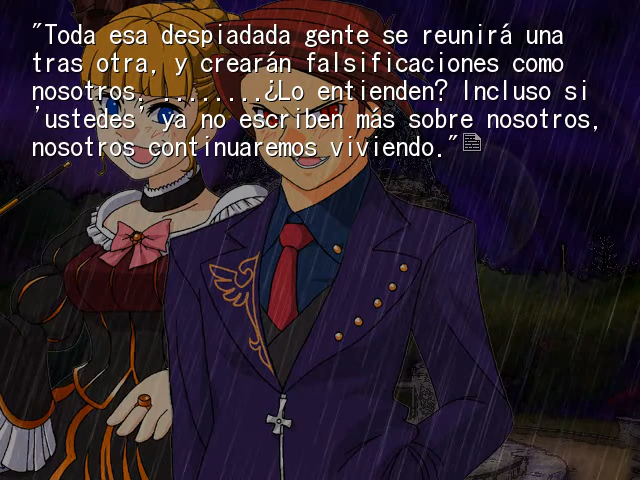 "Toda esa despiadada gente se reunirá una
tras otra, y crearán falsificaciones como
nosotros. ........¿Lo entienden? Incluso si
'ustedes' ya no escriben más sobre nosotros,
nosotros continuaremos viviendo."